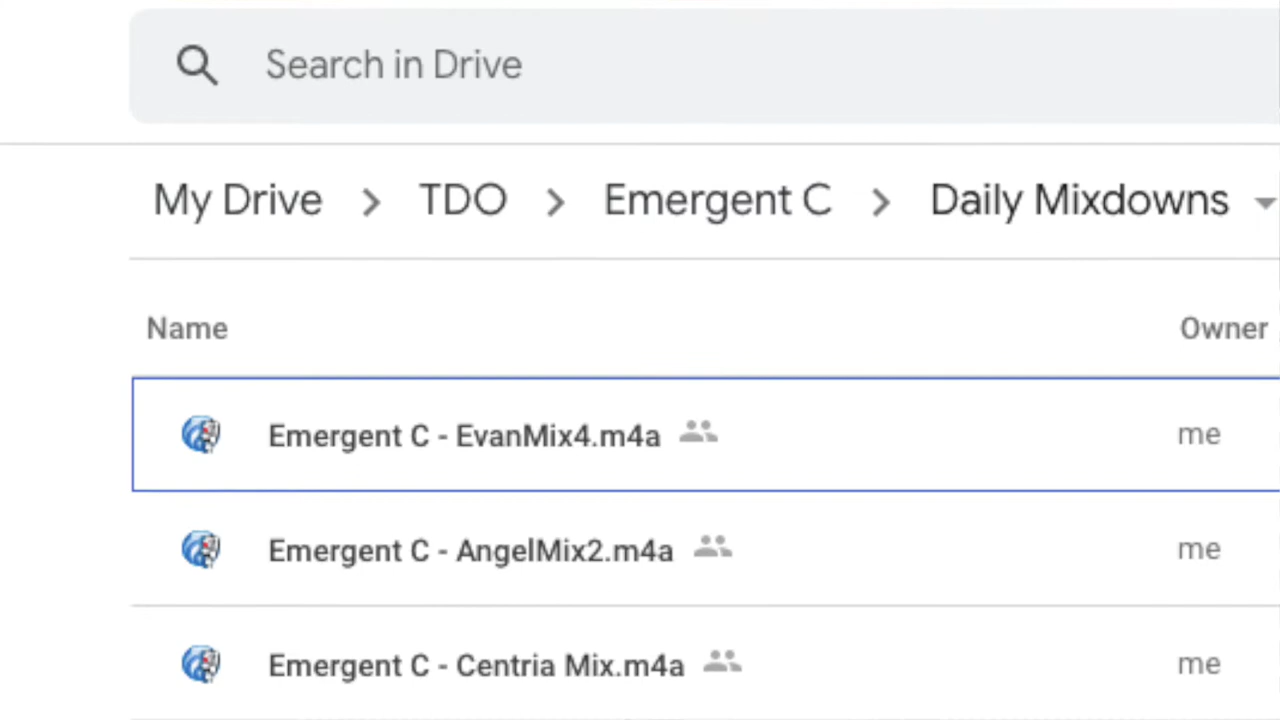 Search in Drive
My Drive > TDO > Emergent C > Daily Mixdowns
Name Owner
Emergent C - EvanMix4.m4a me
Emergent C - AngelMix2.m4a me
Emergent C - Centria Mix.m4a me